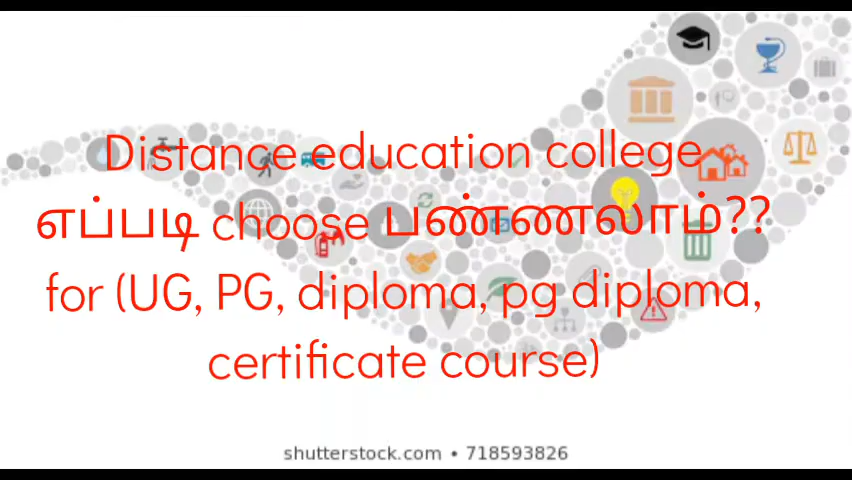 Distance education college
எப்படி choose பண்ணலாம்??
for (UG, PG, diploma, pg diploma,
certificate course)
shutterstock.com • 718593826